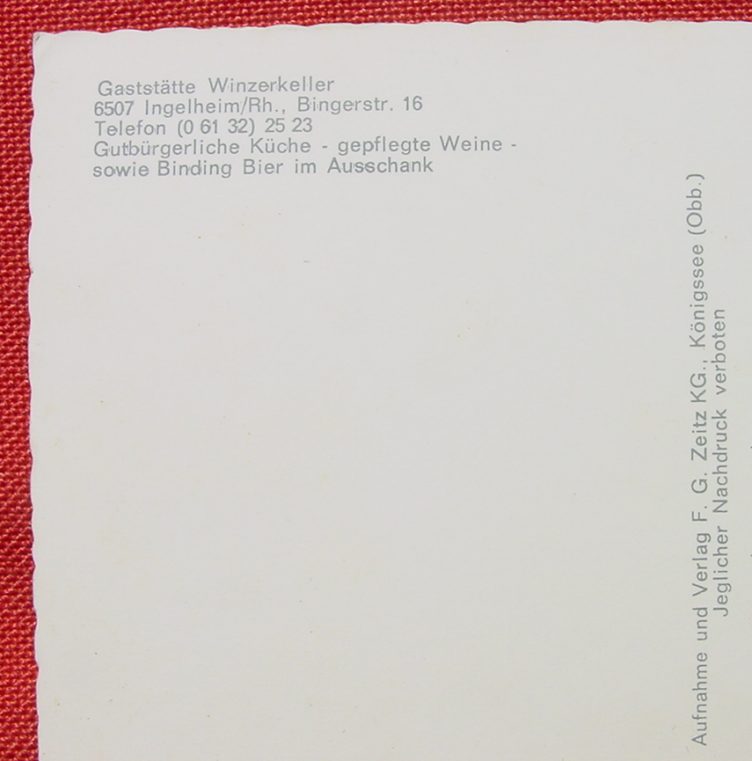 Gaststätte Winzerkeller
6507 Ingelheim/Rh., Bingerstr. 16
Telefon (0 61 32) 25 23
Gutbürgerliche Küche - gepflegte Weine -
sowie Binding Bier im Ausschank
Aufnahme und Verlag F. G. Zeitz KG., Königssee (Obb.)
Jeglicher Nachdruck verboten